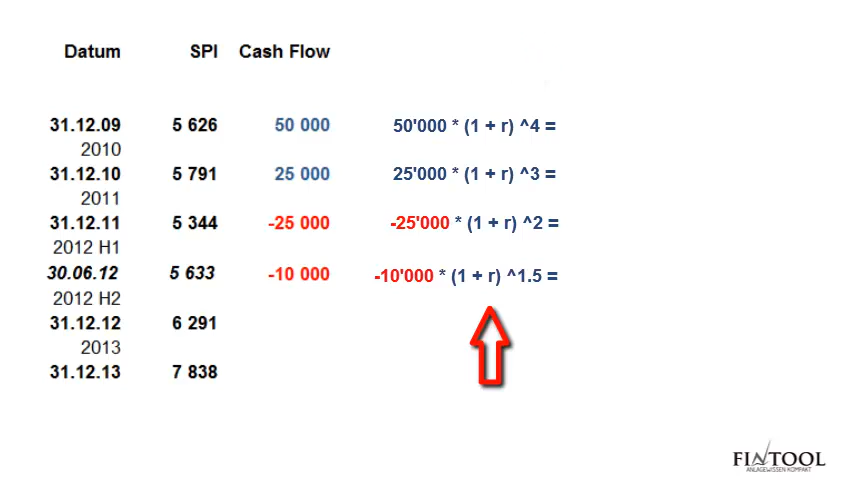 Datum SPI Cash Flow
31.12.09 5 626 50 000 50'000 * (1 + r) ^4 =
2010
31.12.10 5 791 25 000 25'000 * (1 + r) ^3 =
2011
31.12.11 5 344 -25 000 -25'000 * (1 + r) ^2 =
2012 H1
30.06.12 5 633 -10 000 -10'000 * (1 + r) ^1.5 =
2012 H2
31.12.12 6 291
2013
31.12.13 7 838
FINTOOL
ANLAGEWISSEN KOMPAKT